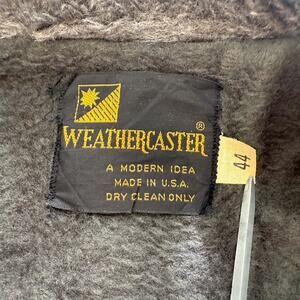 WEATHERCASTER®
A MODERN IDEA
MADE IN U.S.A.
DRY CLEAN ONLY
44